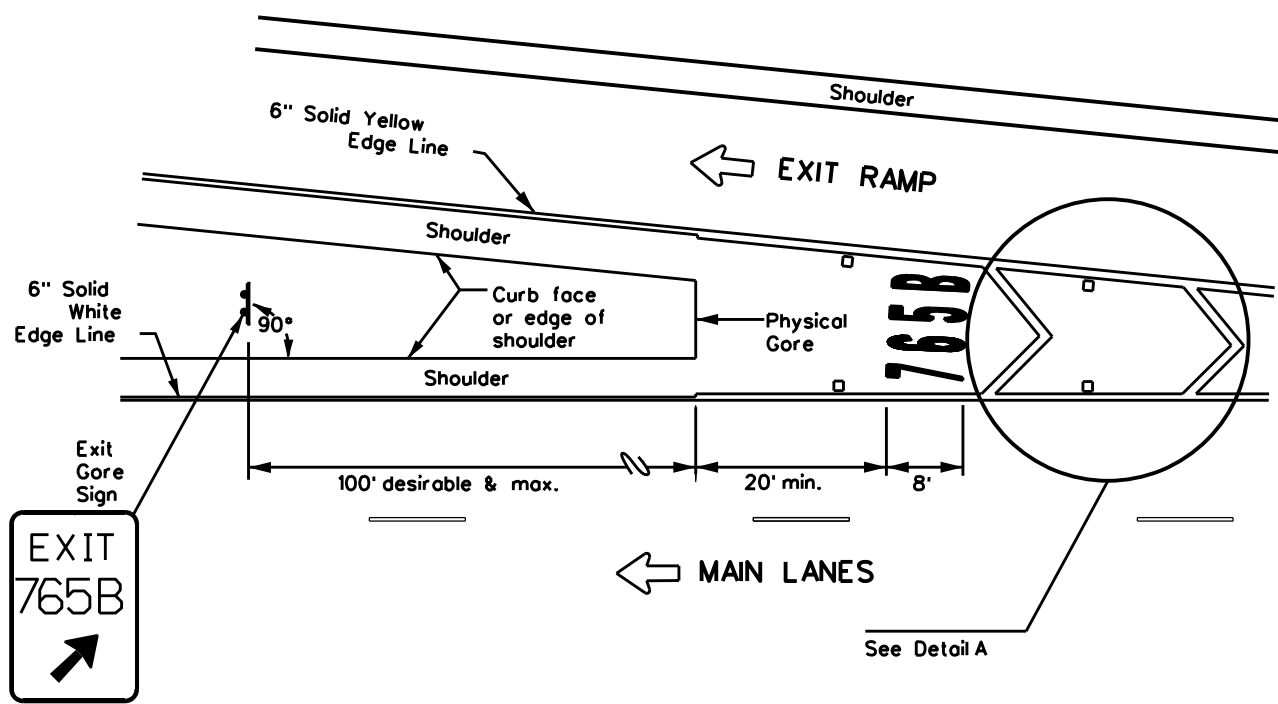 Shoulder
6" Solid Yellow
Edge Line
EXIT RAMP
Shoulder
6" Solid
White
Edge Line
90°
Curb face
or edge of
shoulder
Physical
Gore
765B
Shoulder
Exit
Gore
Sign
100' desirable & max.
20' min.
8'
EXIT
765B
MAIN LANES
See Detail A